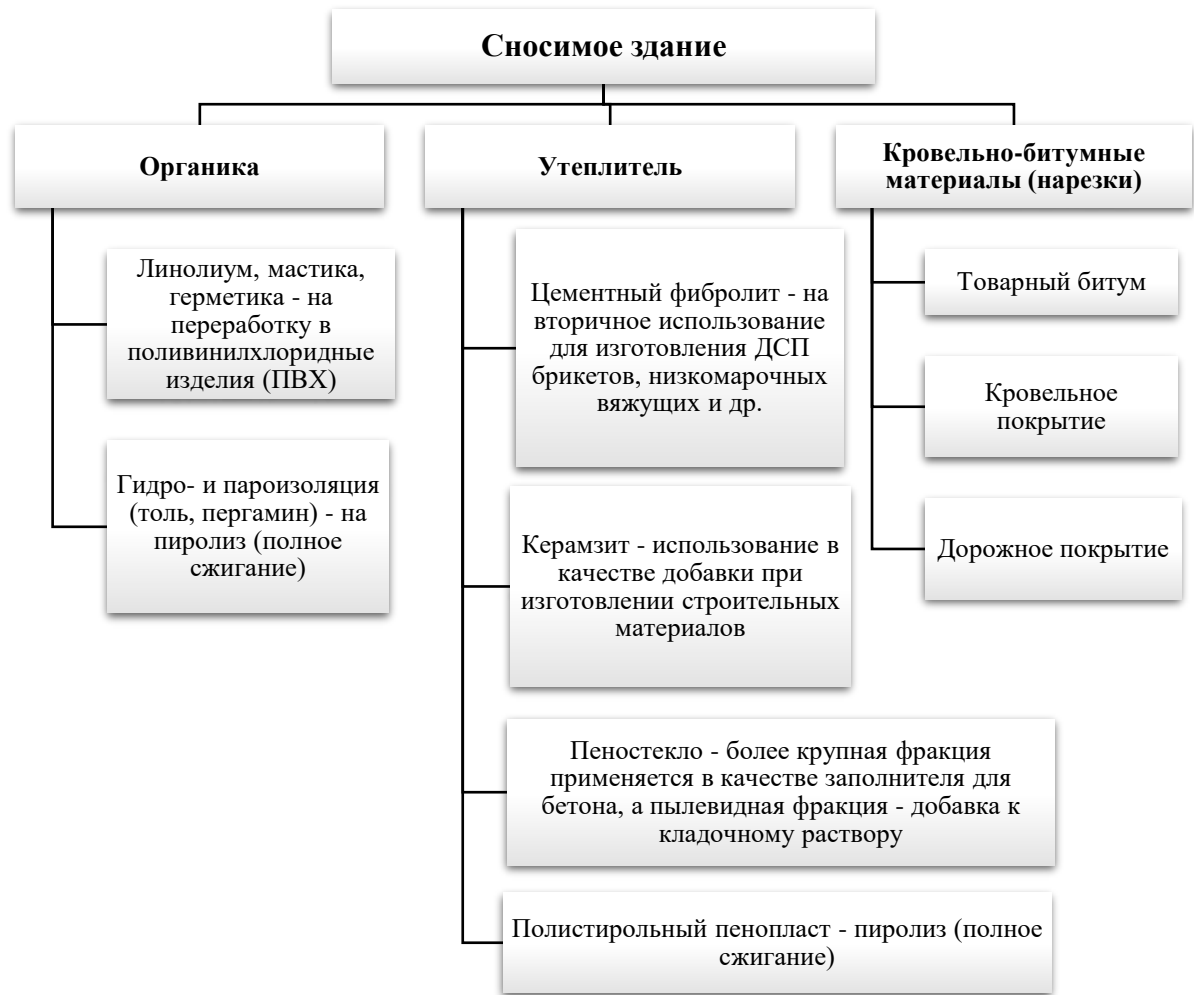 Сносимое здание
Органика
Линолиум, мастика,
герметика - на
переработку в
поливинилхлоридные
изделия (ПВХ)
Гидро- и пароизоляция
(толь, пергамин) - на
пиролиз (полное
сжигание)
Утеплитель
Цементный фибролит - на
вторичное использование
для изготовления ДСП
брикетов, низкомарочных
вяжущих и др.
Керамзит - использование в
качестве добавки при
изготовлении строительных
материалов
Пеностекло - более крупная фракция
применяется в качестве заполнителя для
бетона, а пылевидная фракция - добавка к
кладочному раствору
Полистирольный пенопласт - пиролиз (полное
сжигание)
Кровельно-битумные
материалы (нарезки)
Товарный битум
Кровельное
покрытие
Дорожное покрытие